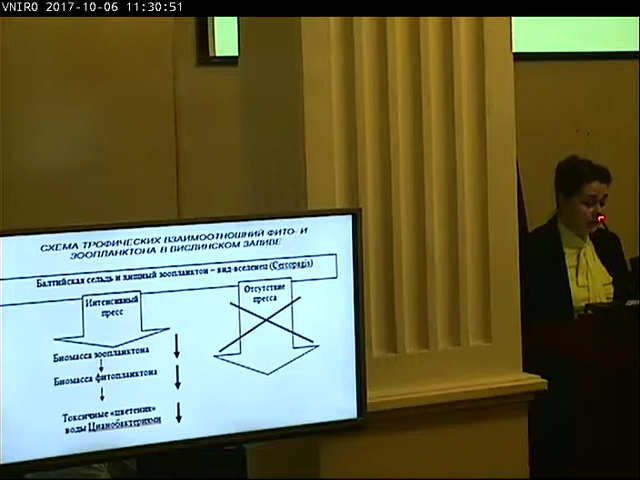 VNIRO 2017-10-06 11:30:51
СХЕМА ТРОФИЧЕСКИХ ВЗАИМООТНОШНИЙ ФИТО- И
ЗООПЛАНКТОНА В ВИСЛИНСКОМ ЗАЛИВЕ
Балтийская сельдь и хищный зоопланктон – вид-вселенец (Cercopagis)
Интенсивный
пресс
Отсутствие
пресса
Биомасса зоопланктона
Биомасса фитопланктона
Токсичные «цветения»
воды Цианобактериями